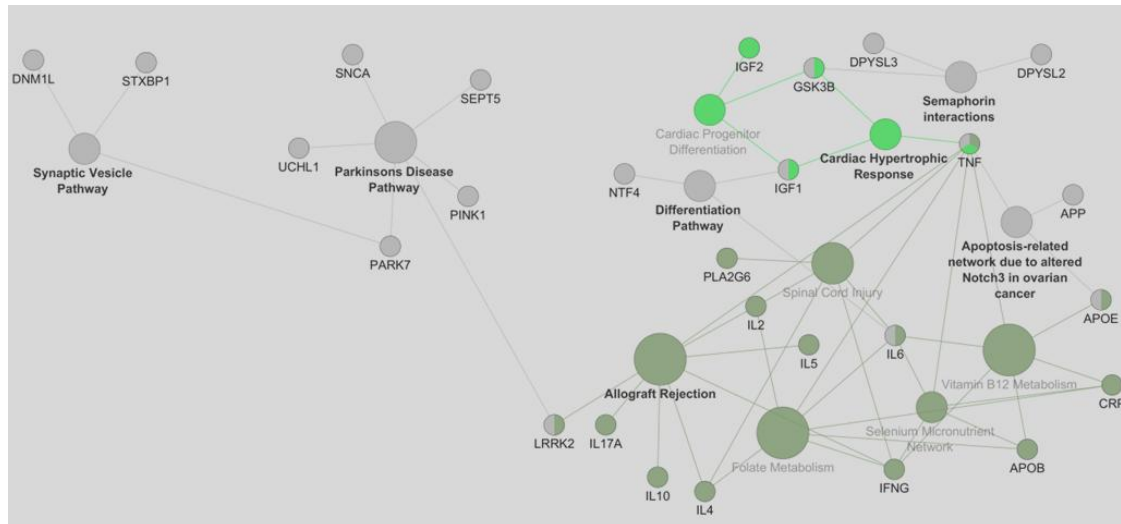 DNM1L
STXBP1
Synaptic Vesicle
Pathway
SNCA
SEPT5
UCHL1
Parkinsons Disease
Pathway
PINK1
PARK7
IGF2
GSK3B
DPYSL3
DPYSL2
Semaphorin
interactions
Cardiac Progenitor
Differentiation
Cardiac Hypertrophic
Response
TNF
NTF4
IGF1
Differentiation
Pathway
APP
Apoptosis-related
network due to altered
Notch3 in ovarian
cancer
PLA2G6
Spinal Cord Injury
APOE
IL2
IL5
IL6
Vitamin B12 Metabolism
Allograft Rejection
CRP
LRRK2
IL17A
Selenium Micronutrient
Network
Folate Metabolism
APOB
IFNG
IL10
IL4